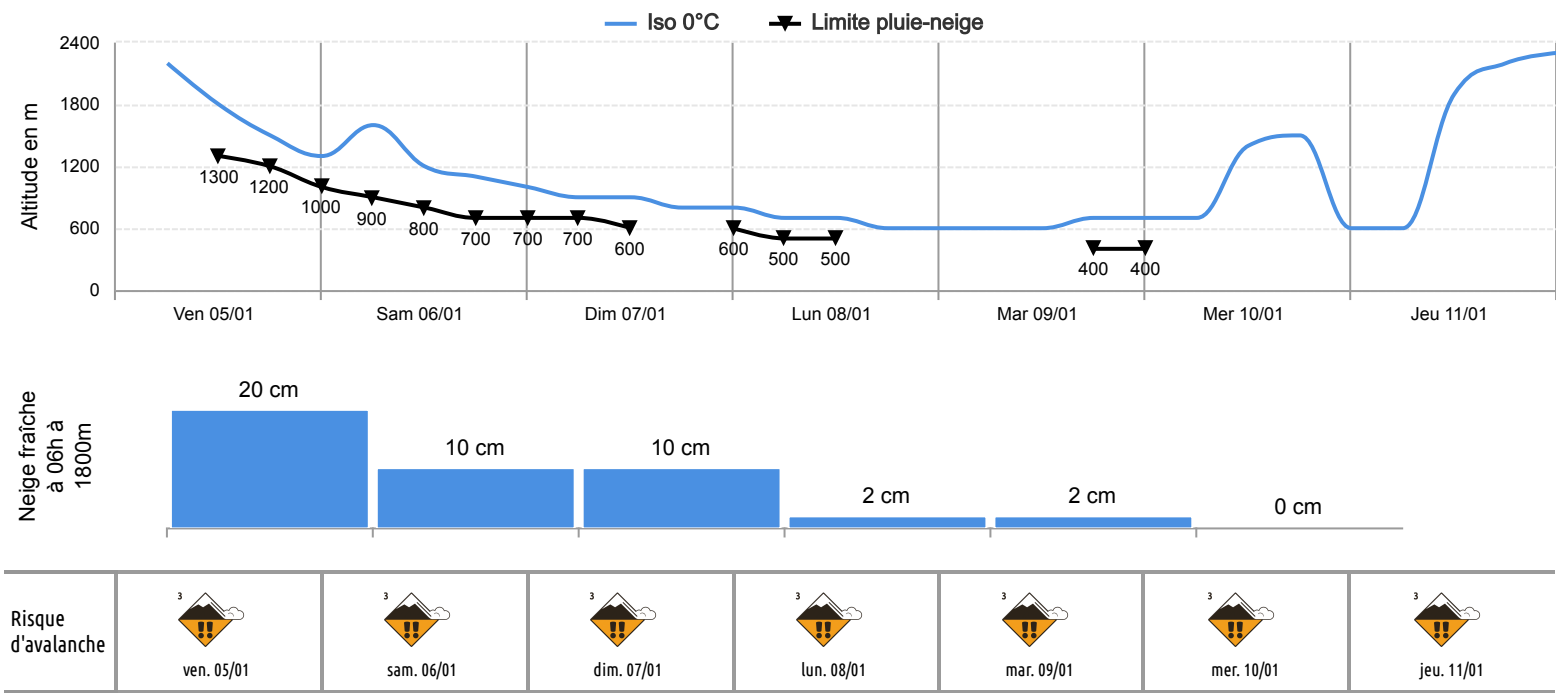 Iso 0°C Limite pluie-neige
Altitude en m
2400
1800
1200
600
0
1300 1200 1000 900 800 700 700 700 600 600 500 500 400 400
Ven 05/01 Sam 06/01 Dim 07/01 Lun 08/01 Mar 09/01 Mer 10/01 Jeu 11/01
Neige fraîche
à 06h à
1800m
20 cm 10 cm 10 cm 2 cm 2 cm 0 cm
Risque
d'avalanche
3 3 3 3 3 3 3
!! !! !! !! !! !! !!
ven. 05/01 sam. 06/01 dim. 07/01 lun. 08/01 mar. 09/01 mer. 10/01 jeu. 11/01